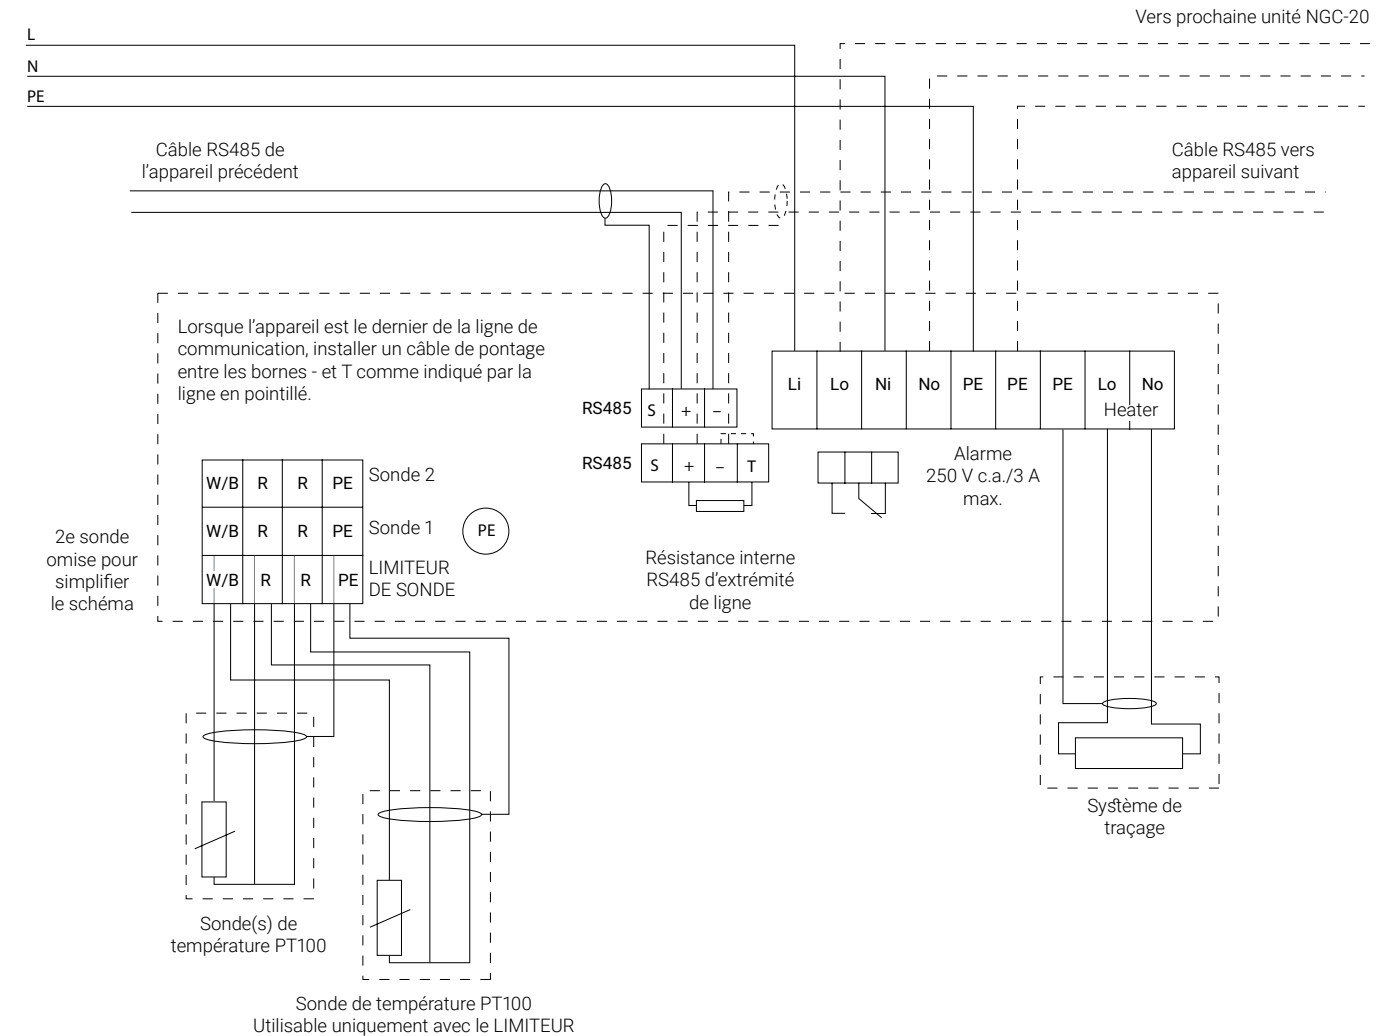 Vers prochaine unité NGC-20
L
N
PE
Câble RS485 de
l'appareil précédent
Câble RS485 vers
appareil suivant
Lorsque l'appareil est le dernier de la ligne de
communication, installer un câble de pontage
entre les bornes - et T comme indiqué par la
ligne en pointillé.
Li Lo Ni No PE PE PE Lo No
Heater
RS485 S + –
RS485 S + – T
Alarme
250 V c.a./3 A
max.
W/B R R PE Sonde 2
W/B R R PE Sonde 1
PE
W/B R R PE
LIMITEUR
DE SONDE
2e sonde
omise pour
simplifier
le schéma
Résistance interne
RS485 d'extrémité
de ligne
Système de
traçage
Sonde(s) de
température PT100
Sonde de température PT100
Utilisable uniquement avec le LIMITEUR